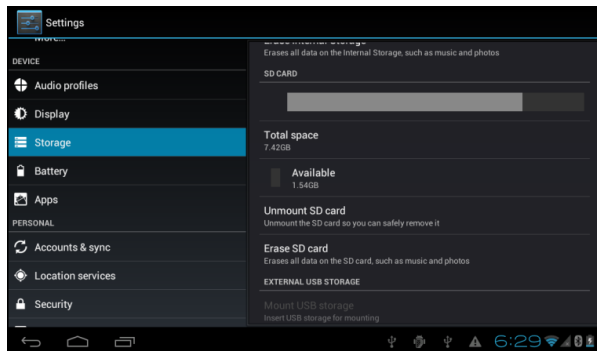 Settings
More...
DEVICE
Audio profiles
Display
Storage
Battery
Apps
PERSONAL
Accounts & sync
Location services
Security
Erase Internal Storage
Erases all data on the Internal Storage, such as music and photos
SD CARD
Total space
7.42GB
Available
1.54GB
Unmount SD card
Unmount the SD card so you can safely remove it
Erase SD card
Erases all data on the SD card, such as music and photos
EXTERNAL USB STORAGE
Mount USB storage
Insert USB storage for mounting
6:29